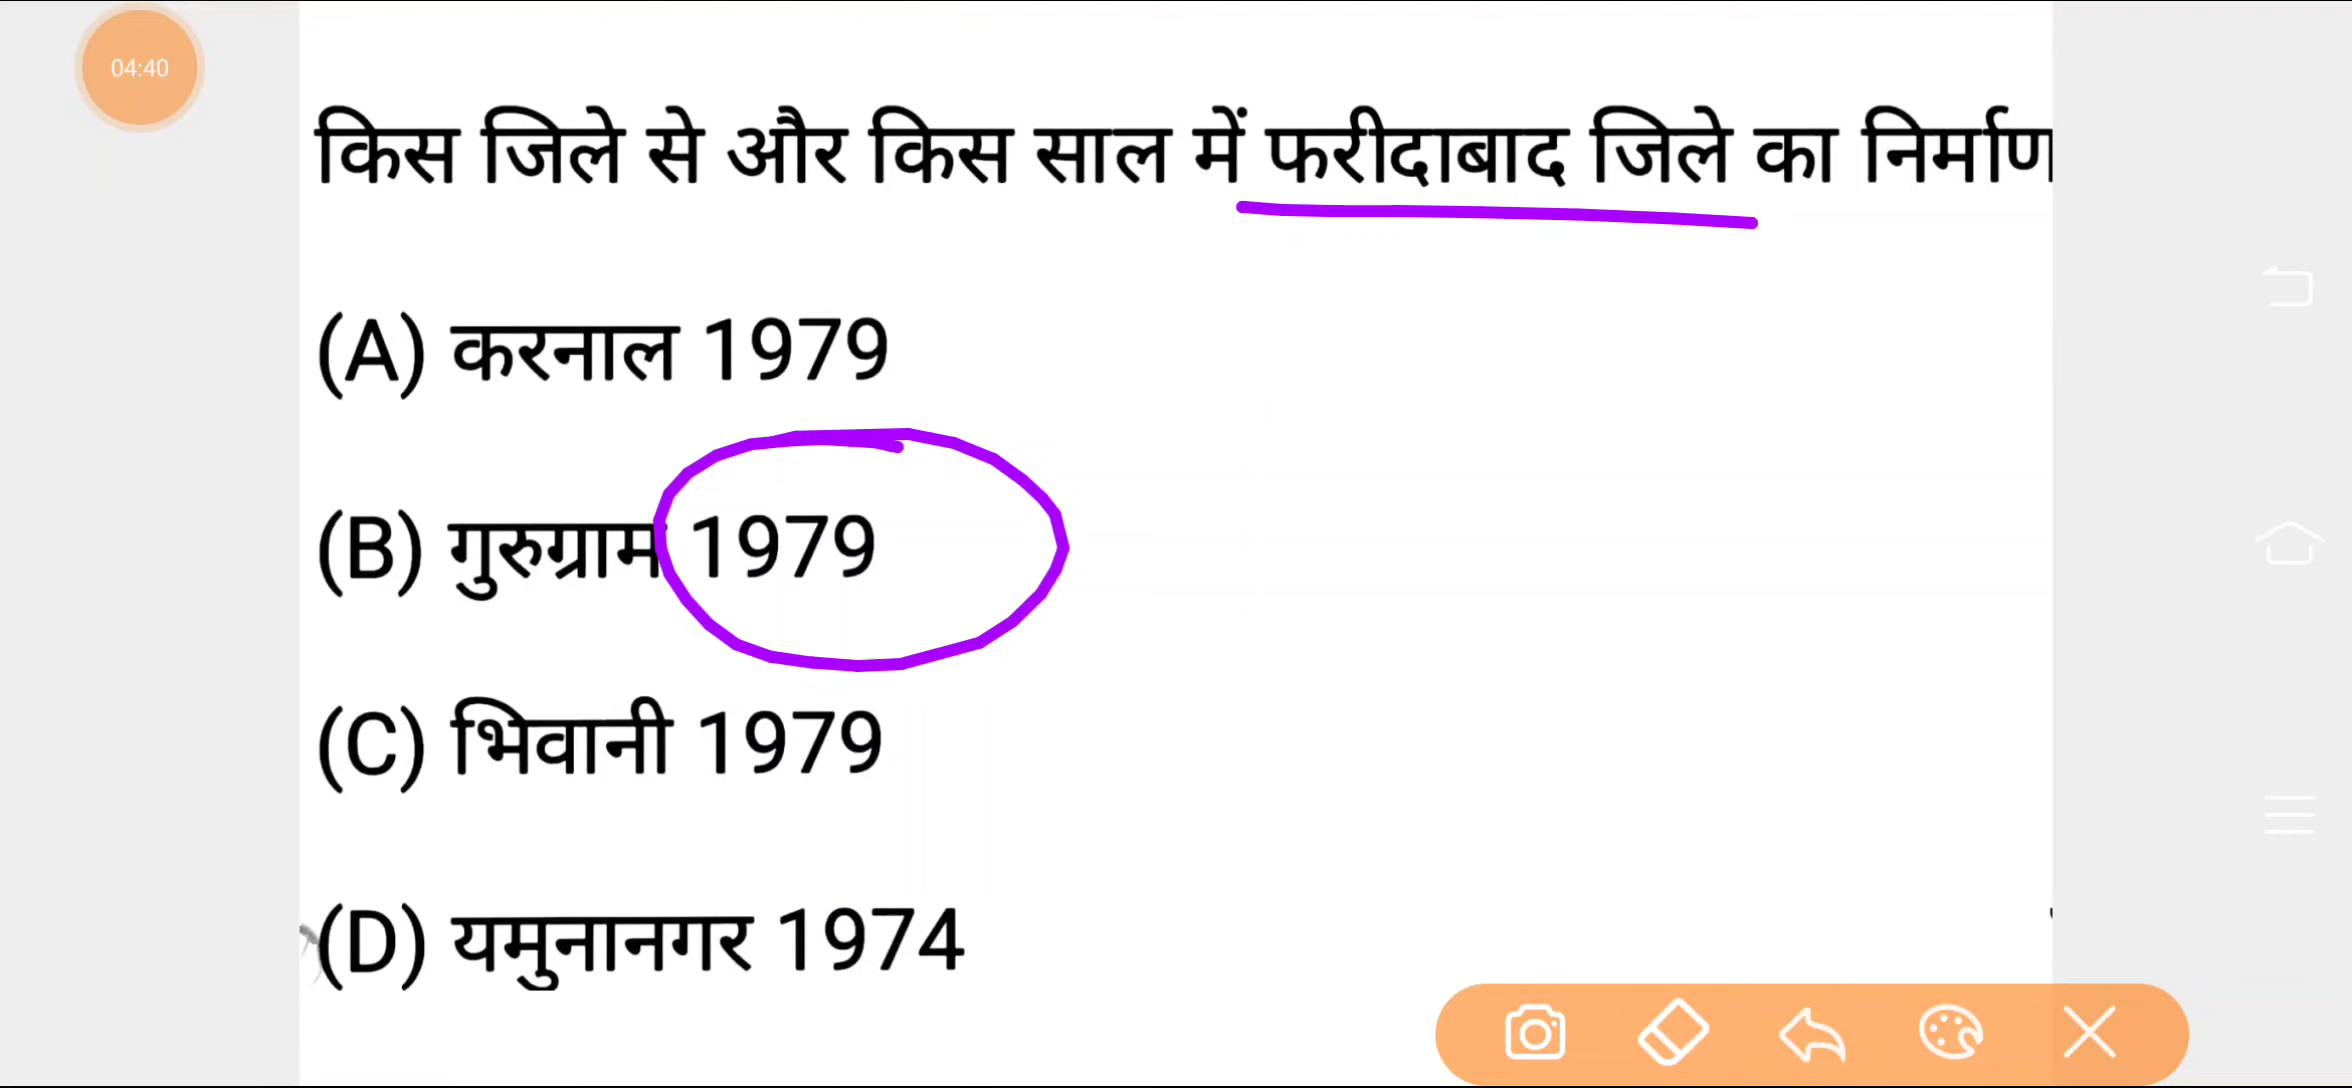 04:40
किस जिले से और किस साल में फरीदाबाद जिले का निर्माण
(A) करनाल 1979
(B) गुरुग्राम 1979
(C) भिवानी 1979
(D) यमुनानगर 1974